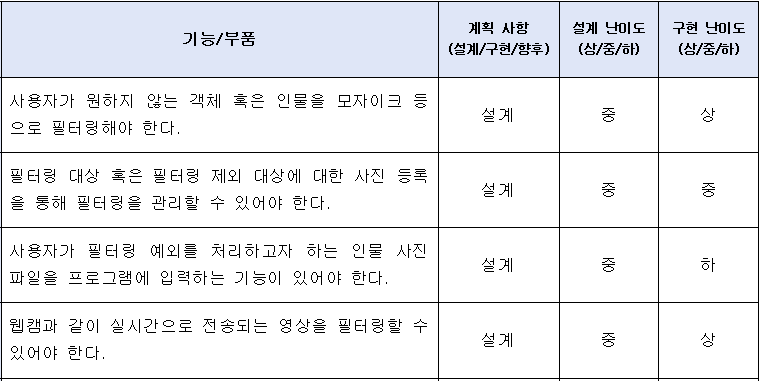 기능/부품
계획 사항
(설계/구현/향후)
설계 난이도
(상/중/하)
구현 난이도
(상/중/하)
사용자가 원하지 않는 객체 혹은 인물을 모자이크 등
으로 필터링해야 한다.
설계
중
상
필터링 대상 혹은 필터링 제외 대상에 대한 사진 등록
을 통해 필터링을 관리할 수 있어야 한다.
설계
중
중
사용자가 필터링 예외를 처리하고자 하는 인물 사진
파일을 프로그램에 입력하는 기능이 있어야 한다.
설계
중
하
웹캠과 같이 실시간으로 전송되는 영상을 필터링할 수
있어야 한다.
설계
중
상